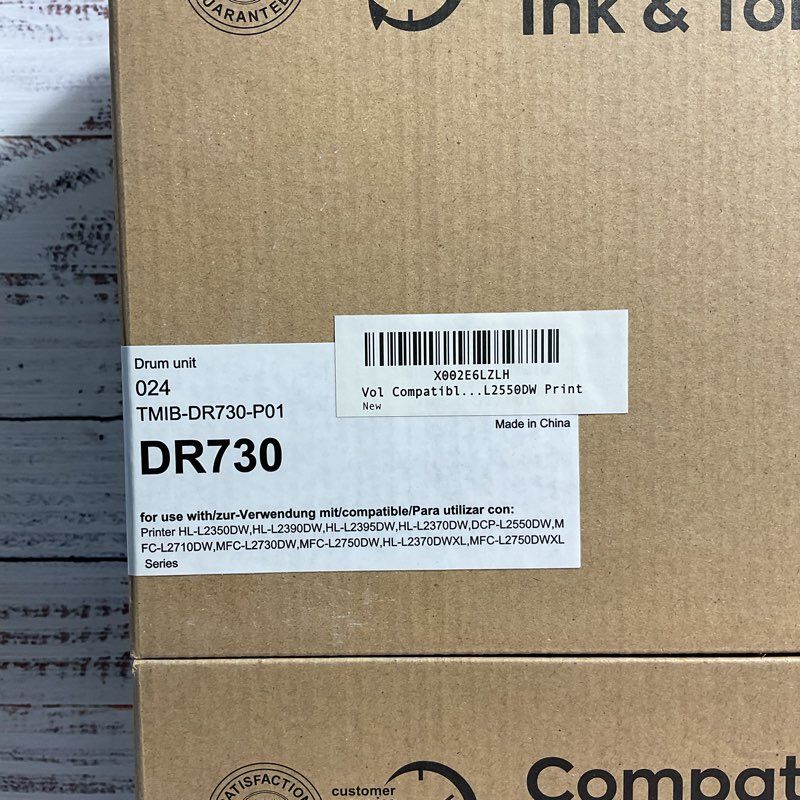 GUARANTEED
Ink & To
X002E6LZLH
Vol Compatibl...L2550DW Print
New
Drum unit
024
TMIB-DR730-P01
Made in China
DR730
for use with/zur-Verwendung mit/compatible/Para utilizar con:
Printer HL-L2350DW,HL-L2390DW,HL-L2395DW,HL-L2370DW,DCP-L2550DW,M
FC-L2710DW,MFC-L2730DW,MFC-L2750DW,HL-L2370DWXL,MFC-L2750DWXL
Series
SATISFACTION
customer
Compat